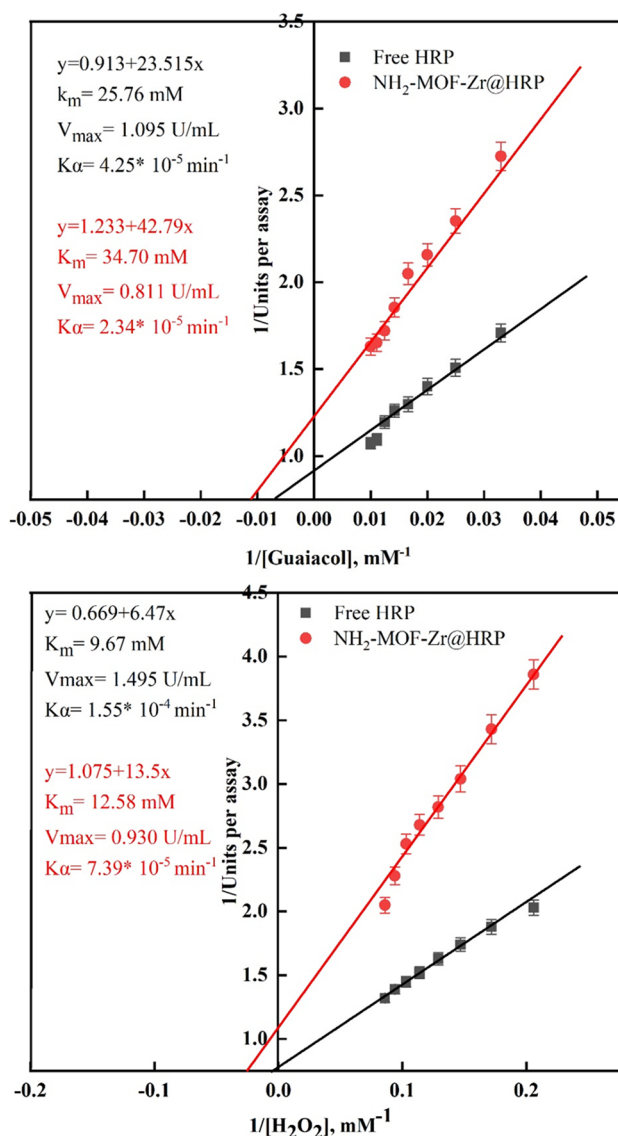 y=0.913+23.515x
kₘ= 25.76 mM
Vₘₐₓ= 1.095 U/mL
Kα= 4.25* 10⁻⁵ min⁻¹
y=1.233+42.79x
Kₘ= 34.70 mM
Vₘₐₓ= 0.811 U/mL
Kα= 2.34* 10⁻⁵ min⁻¹
1/Units per assay
3.5
3.0
2.5
2.0
1.5
1.0
Free HRP
NH₂-MOF-Zr@HRP
-0.05 -0.04 -0.03 -0.02 -0.01 0.00 0.01 0.02 0.03 0.04 0.05
1/[Guaiacol], mM⁻¹
y= 0.669+6.47x
Kₘ= 9.67 mM
Vmax= 1.495 U/mL
Kα= 1.55* 10⁻⁴ min⁻¹
y=1.075+13.5x
Kₘ= 12.58 mM
Vmax= 0.930 U/mL
Kα= 7.39* 10⁻⁵ min⁻¹
1/Units per assay
4.5
4.0
3.5
3.0
2.5
2.0
1.5
1.0
Free HRP
NH₂-MOF-Zr@HRP
-0.2 -0.1 0.0 0.1 0.2
1/[H₂O₂], mM⁻¹